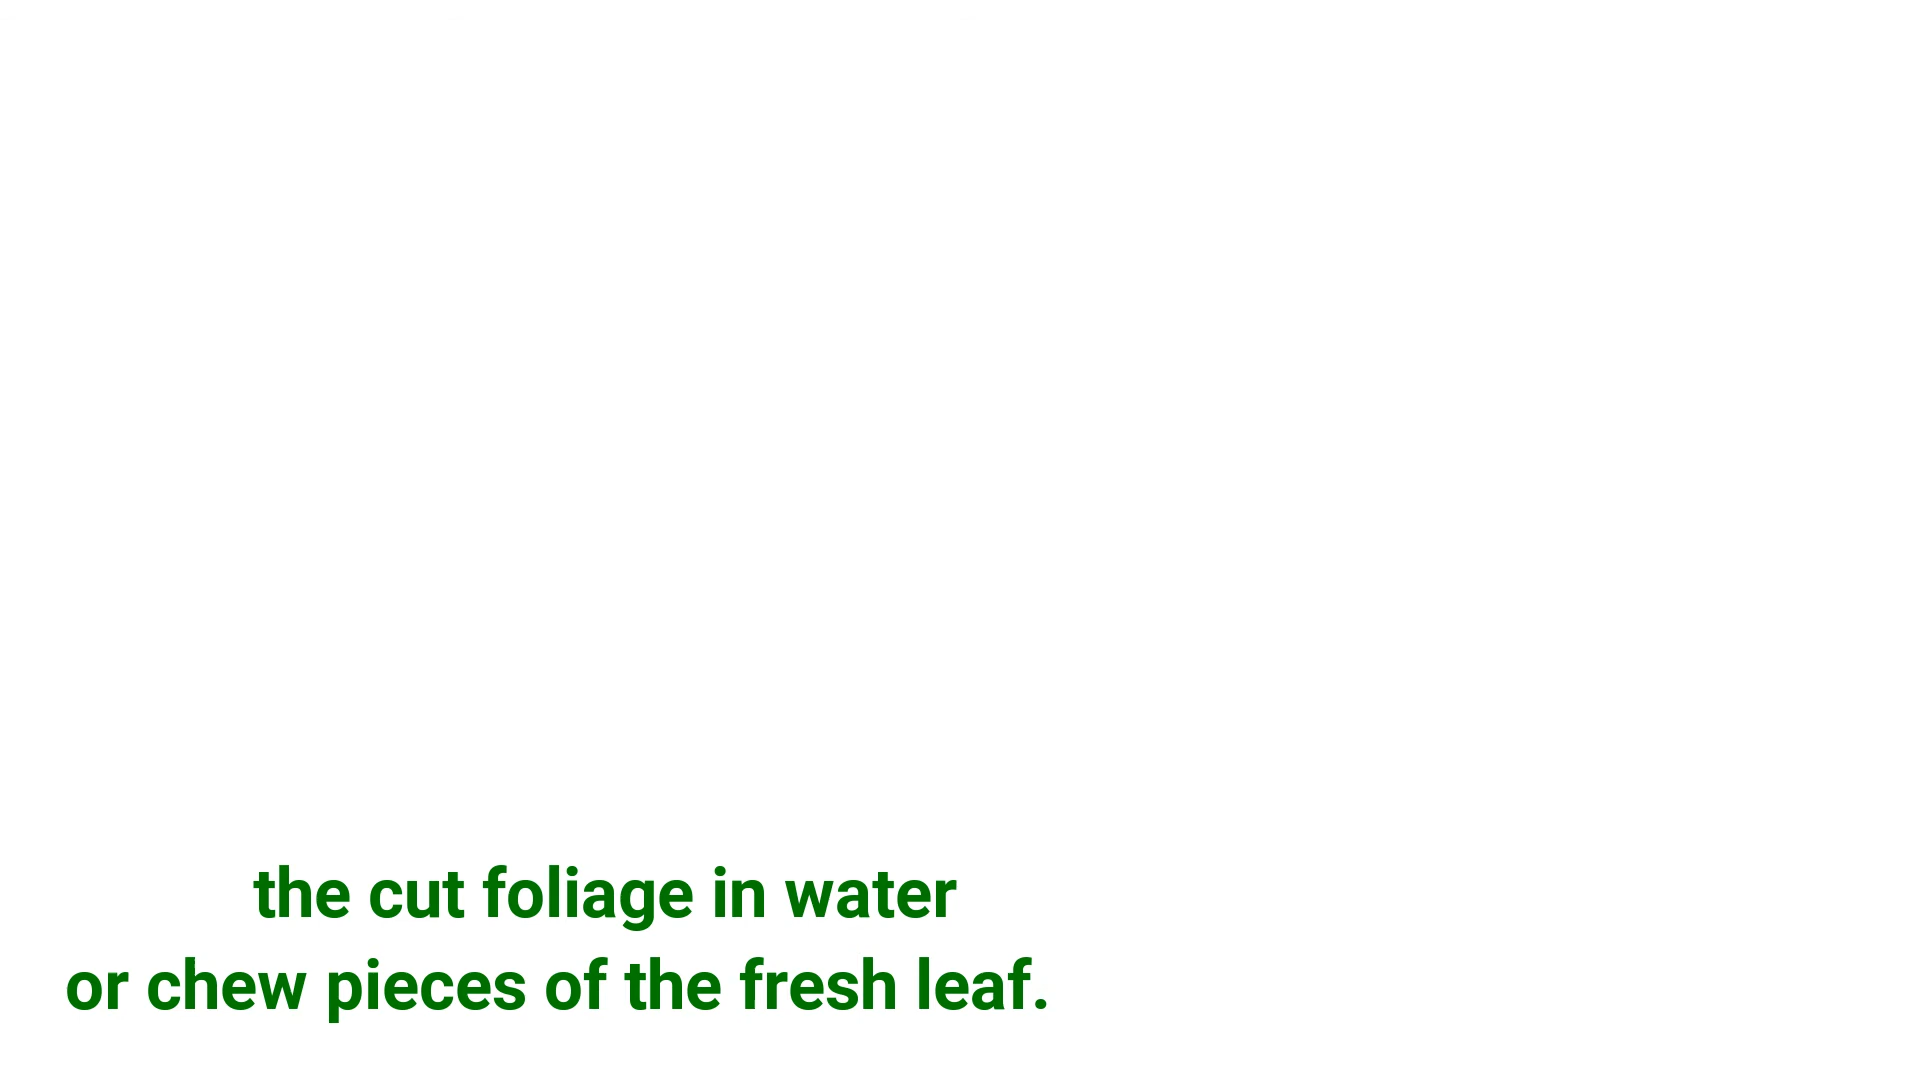 the cut foliage in water
or chew pieces of the fresh leaf.